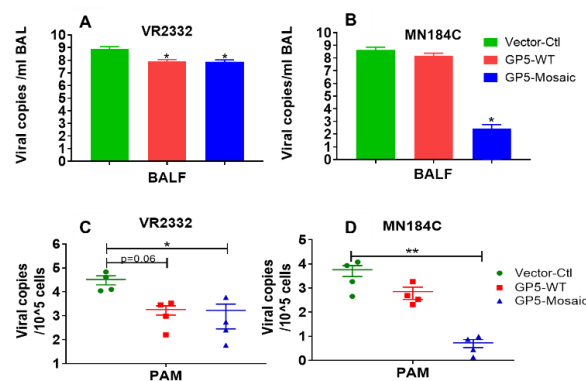 A
VR2332
Viral copies /ml BAL
10
9
8
7
6
5
4
3
2
1
0
*
*
BALF
B
MN184C
Viral copies/ml BAL
10
9
8
7
6
5
4
3
2
1
0
*
BALF
Vector-Ctl
GP5-WT
GP5-Mosaic
C
VR2332
Viral copies
/10^5 cells
6
5
4
3
2
1
*
p=0.06
PAM
D
MN184C
Viral copies
/10^5 cells
5
4
3
2
1
0
**
PAM
Vector-Ctl
GP5-WT
GP5-Mosaic